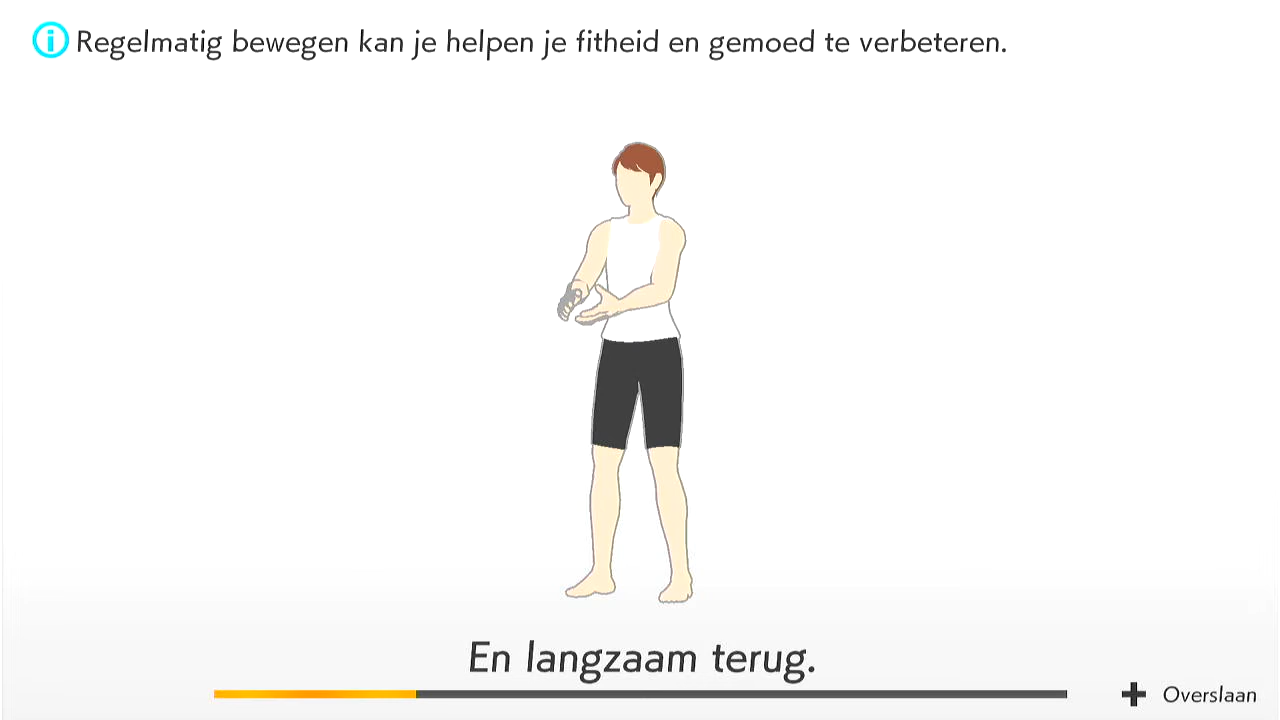 Regelmatig bewegen kan je helpen je fitheid en gemoed te verbeteren.
En langzaam terug.
Overslaan